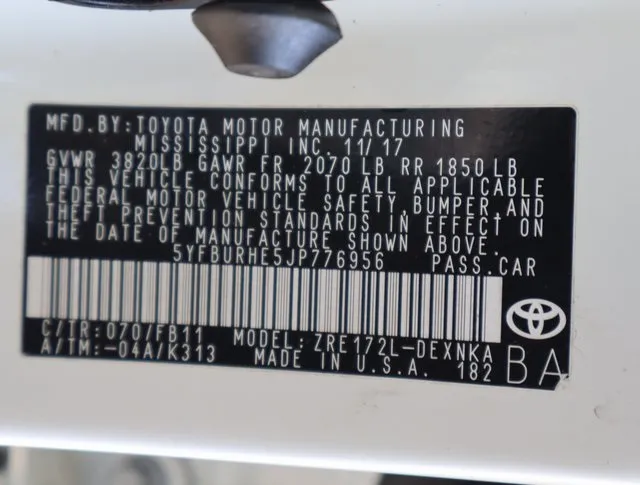 MFD.BY:TOYOTA MOTOR MANUFACTURING
MISSISSIPPI INC. 11/17
GVWR 3820LB GAWR FR 2070 LB RR 1850 LB
THIS VEHICLE CONFORMS TO ALL APPLICABLE
FEDERAL MOTOR VEHICLE SAFETY, BUMPER, AND
THEFT PREVENTION STANDARDS IN EFFECT ON
THE DATE OF MANUFACTURE SHOWN ABOVE.
5YFBURHE5JP776956 PASS.CAR
C/TR:070/FB11 MODEL: ZRE172L-DEXNKA
A/TM:-04A/K313 MADE IN U.S.A. 182 BA